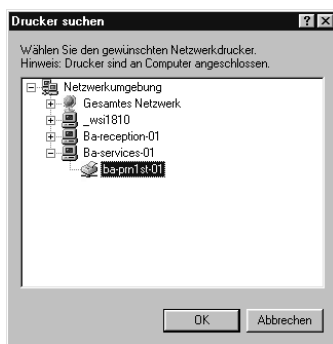 Drucker suchen
Wählen Sie den gewünschten Netzwerkdrucker.
Hinweis: Drucker sind an Computer angeschlossen.
Netzwerkumgebung
Gesamtes Netzwerk
_wsi1810
Ba-reception-01
Ba-services-01
ba-prn1st-01
OK
Abbrechen